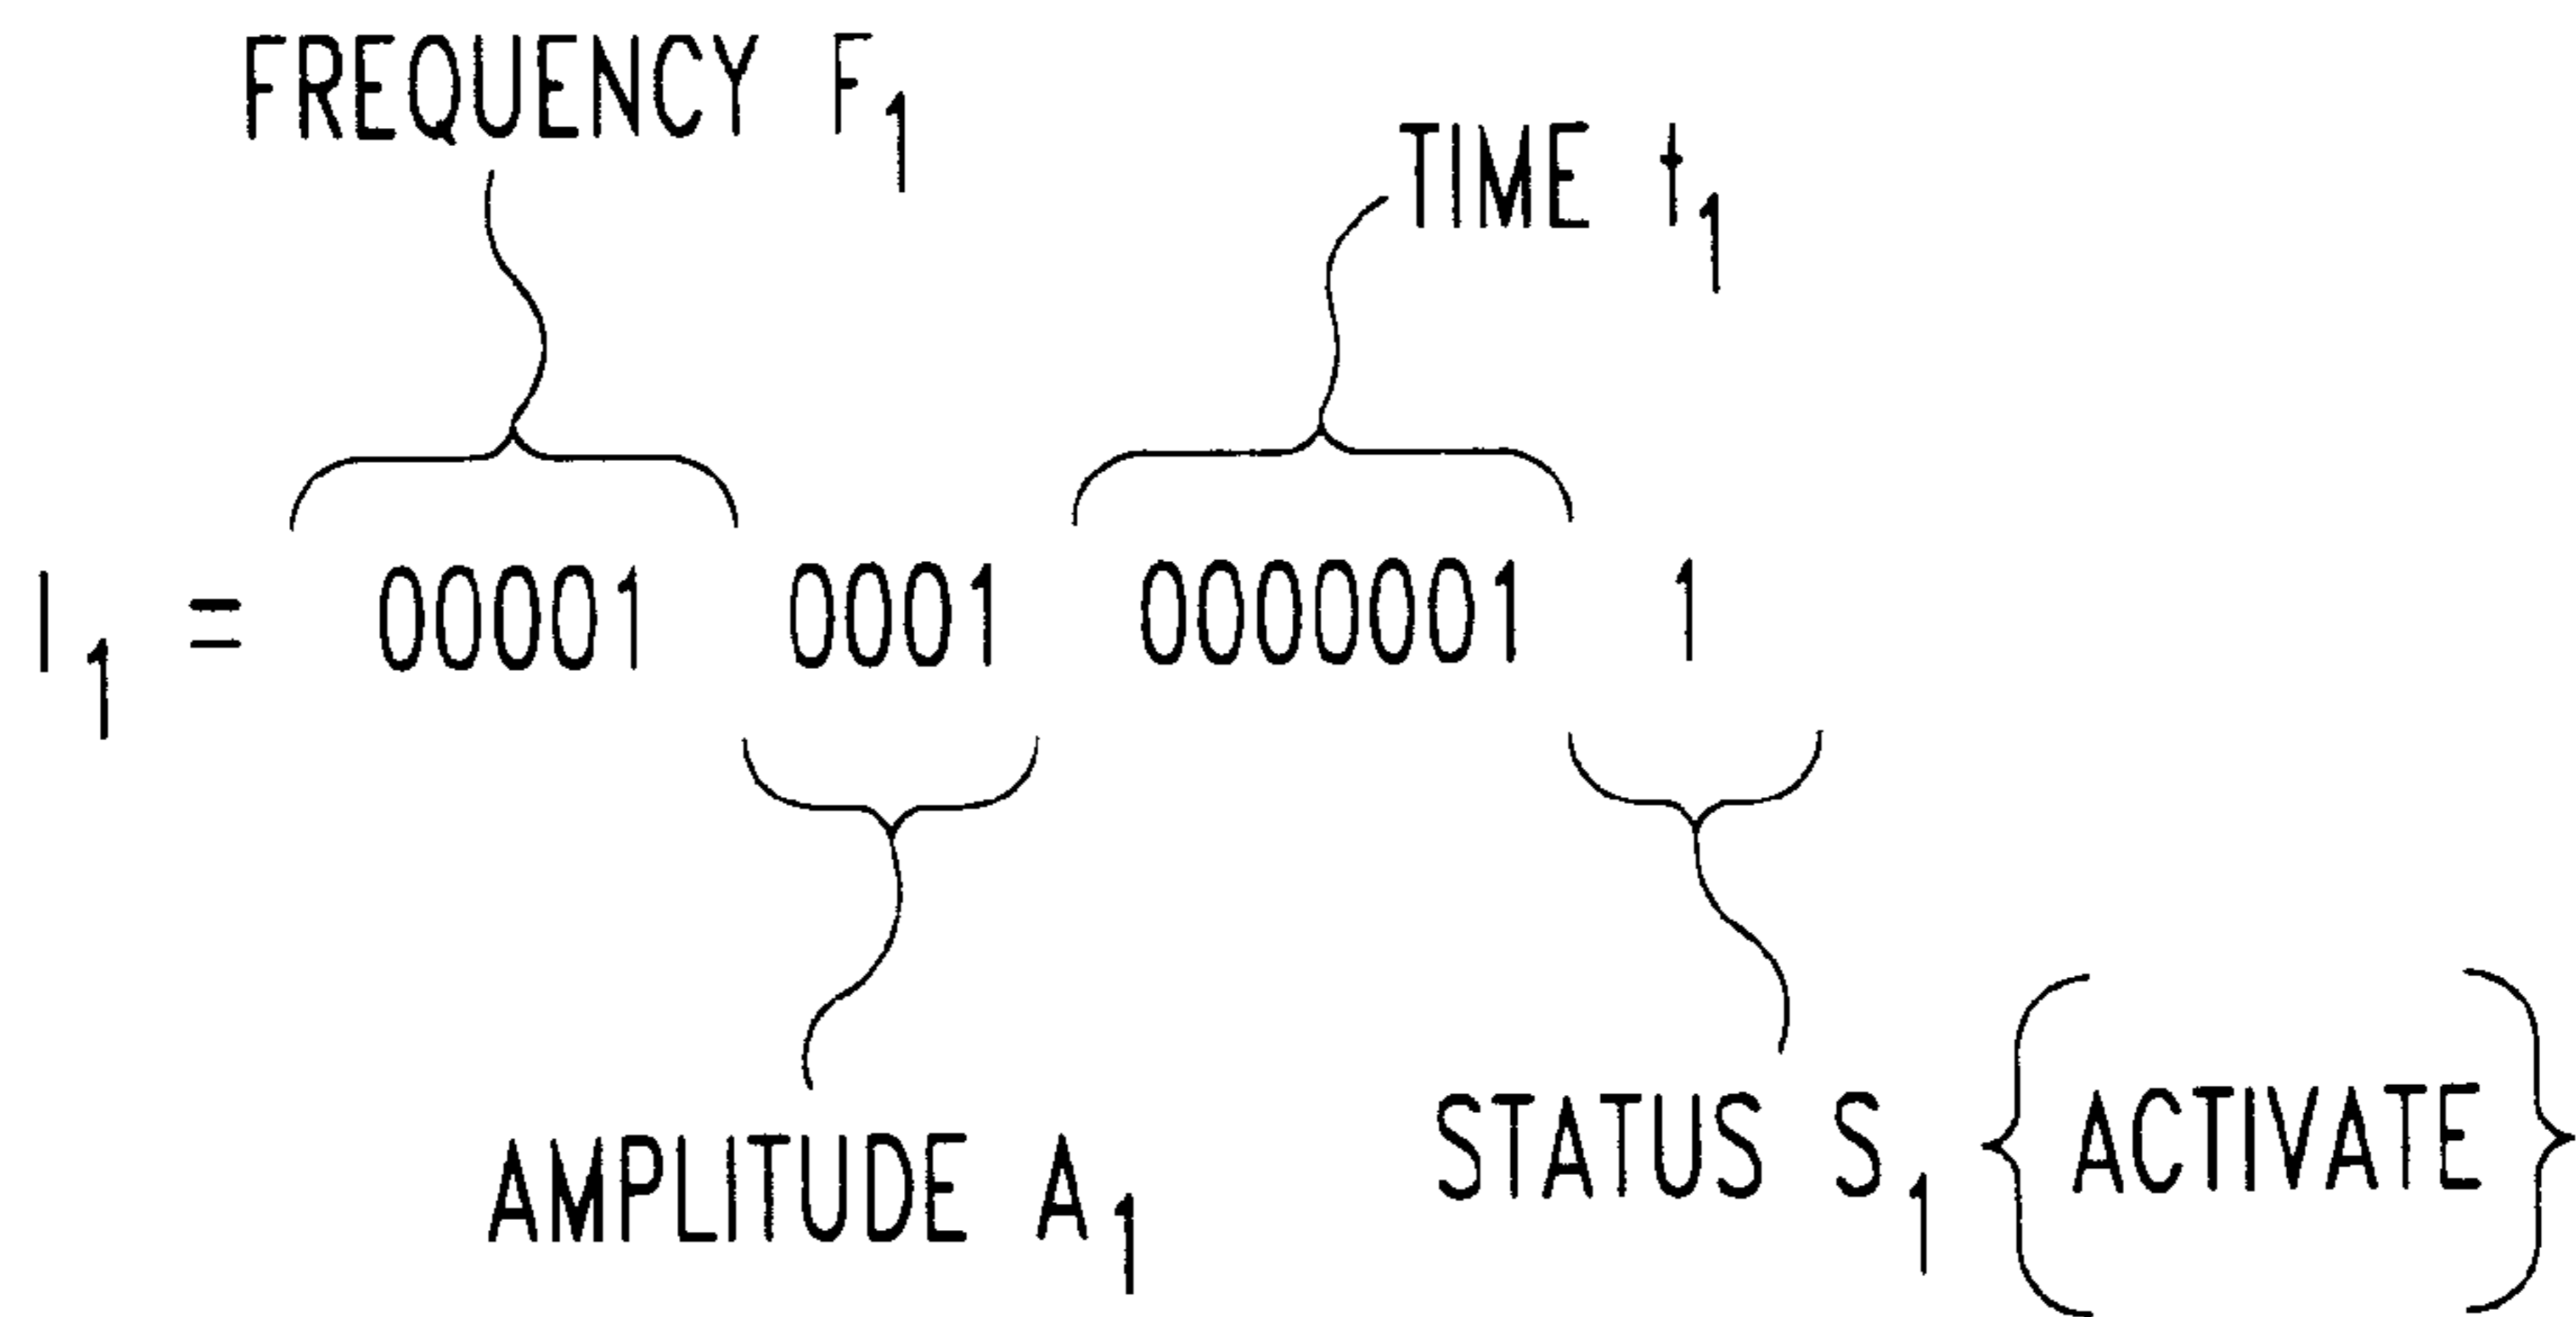 FREQUENCY F1
TIME t1
I1 = 00001 0001 0000001 1
AMPLITUDE A1
STATUS S1 {ACTIVATE}